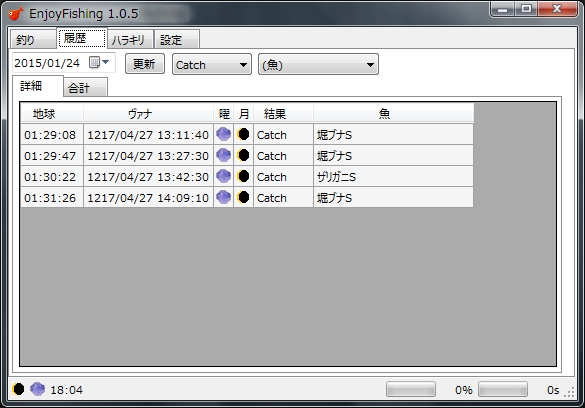 EnjoyFishing 1.0.5
釣り 履歴 ハラキリ 設定
2015/01/24 更新 Catch (魚)
詳細 合計
地球 ヴァナ 曜 月 結果 魚
01:29:08 1217/04/27 13:11:40 Catch 堀ブナS
01:29:47 1217/04/27 13:27:30 Catch 堀ブナS
01:30:22 1217/04/27 13:42:30 Catch ザリガニS
01:31:26 1217/04/27 14:09:10 Catch 堀ブナS
18:04 0% 0s